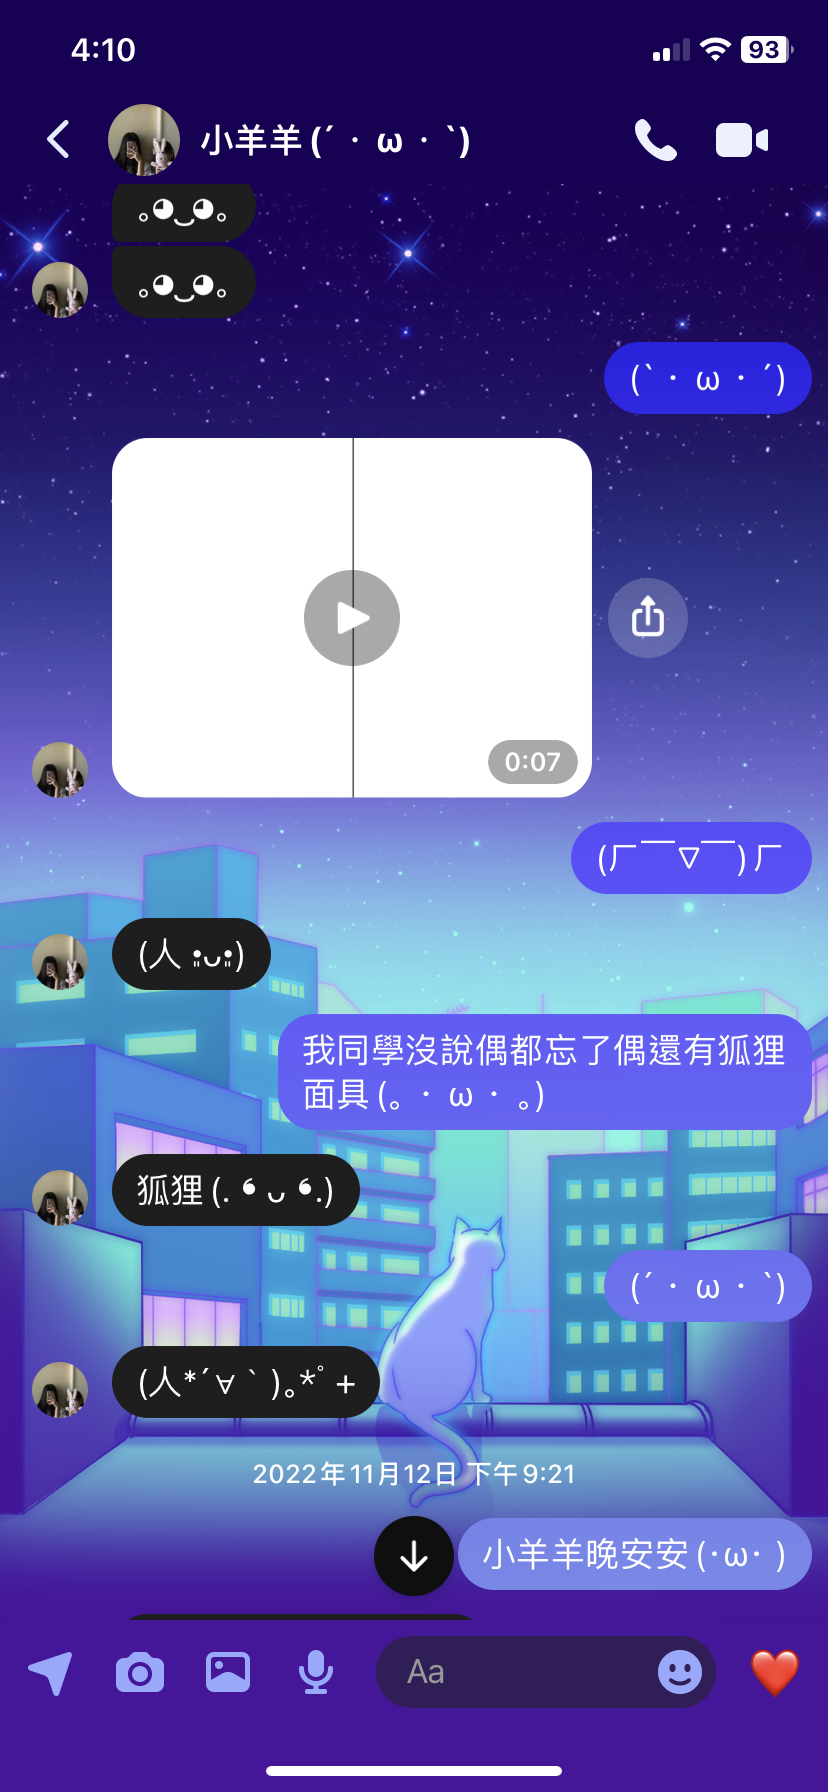 4:10
93
小羊羊 (´・ω・`)
｡◕‿◕｡
｡◕‿◕｡
(`・ω・´)
0:07
(ㄏ￣▽￣)ㄏ
(人 •͈ᴗ•͈)
我同學沒說偶都忘了偶還有狐狸
面具 (｡・ω・｡)
狐狸 (. ❛ ᴗ ❛.)
(´・ω・`)
(人*´∀｀)｡*ﾟ+
2022年11月12日 下午9:21
小羊羊晚安安 (･ω･ )
Aa